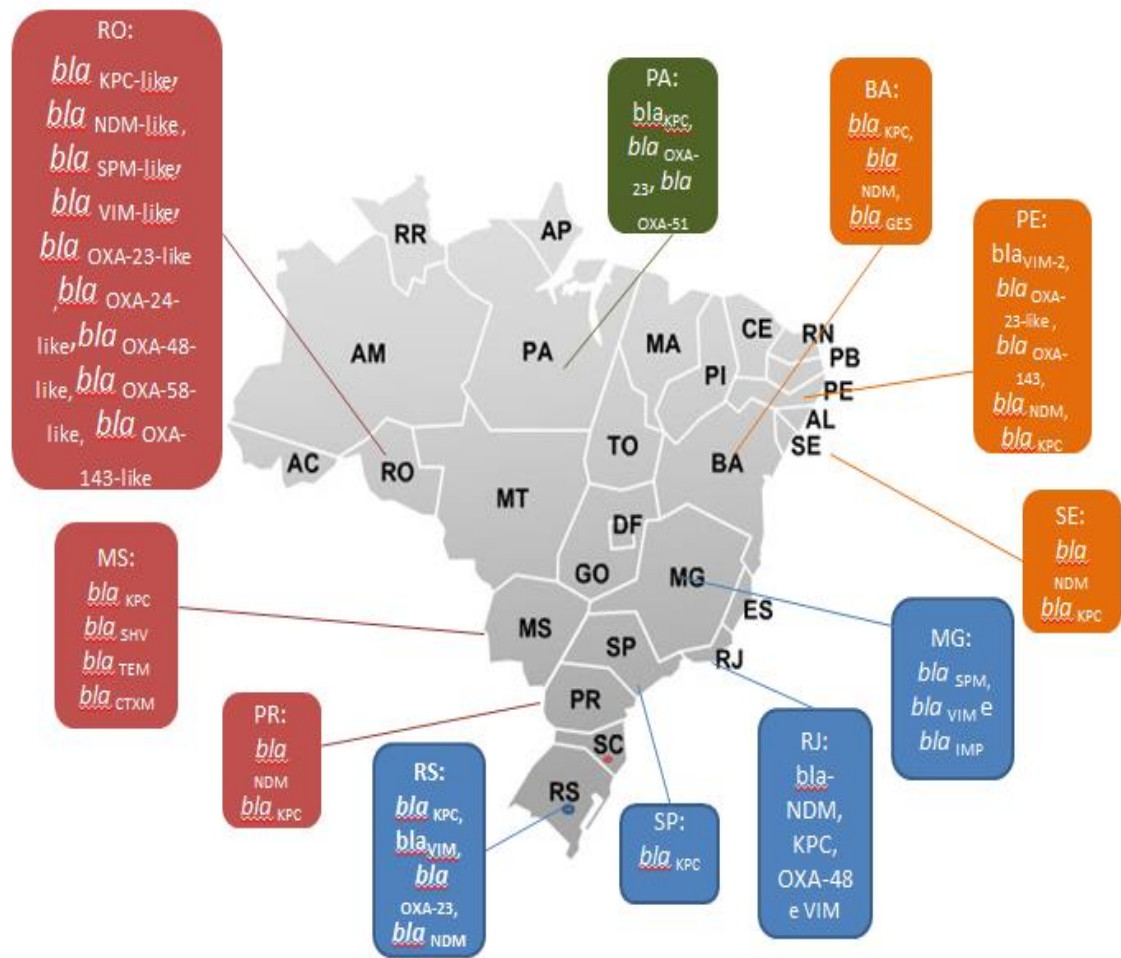 RO:
bla KPC-like,
bla NDM-like,
bla SPM-like,
bla VIM-like,
bla OXA-23-like
,bla OXA-24-
like,bla OXA-48-
like, bla OXA-58-
like, bla OXA-
143-like
PA:
blaKPC,
bla OXA-
23, bla
OXA-51
BA:
bla KPC,
bla
NDM,
bla GES
PE:
blaVIM-2,
bla OXA-
23-like ,
bla OXA-
143,
bla NDM,
bla KPC
RR
AP
AM
PA
MA
CE
RN
PB
PI
PE
AL
SE
AC
RO
TO
BA
MT
DF
GO
MG
ES
MS
SP
RJ
PR
SC
RS
MS:
bla KPC
bla SHV
bla TEM
bla CTXM
SE:
bla
NDM
bla KPC
MG:
bla SPM,
bla VIM e
bla IMP
PR:
bla
NDM
bla KPC
RS:
bla KPC,
blaVIM,
bla
OXA-23,
bla NDM
SP:
bla KPC
RJ:
bla-
NDM,
KPC,
OXA-48
e VIM